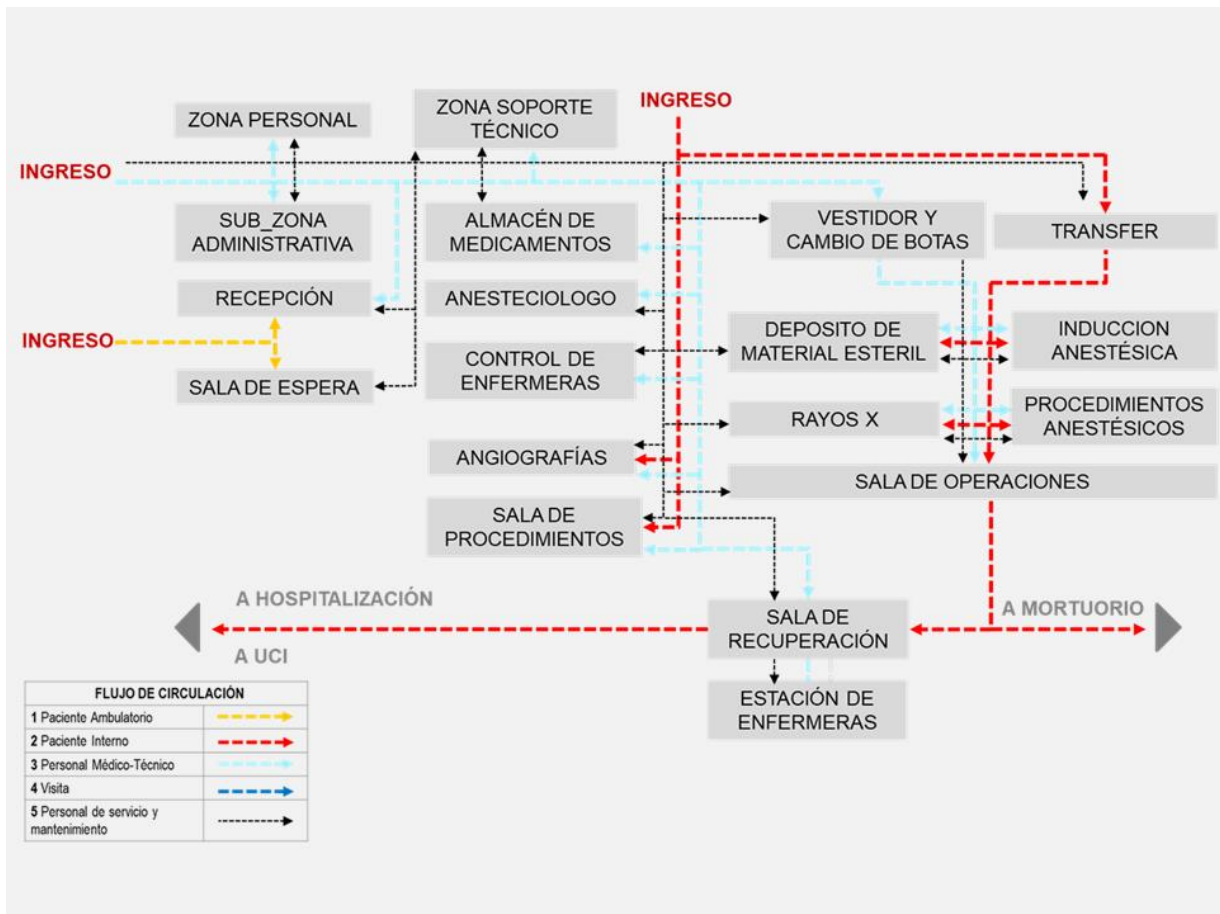 ZONA PERSONAL
ZONA SOPORTE
TÉCNICO
INGRESO
INGRESO
SUB_ZONA
ADMINISTRATIVA
ALMACÉN DE
MEDICAMENTOS
VESTIDOR Y
CAMBIO DE BOTAS
TRANSFER
RECEPCIÓN
ANESTECIOLOGO
INGRESO
CONTROL DE
ENFERMERAS
DEPOSITO DE
MATERIAL ESTERIL
INDUCCION
ANESTÉSICA
SALA DE ESPERA
RAYOS X
PROCEDIMIENTOS
ANESTÉSICOS
ANGIOGRAFÍAS
SALA DE OPERACIONES
SALA DE
PROCEDIMIENTOS
A HOSPITALIZACIÓN
A UCI
SALA DE
RECUPERACIÓN
A MORTUORIO
ESTACIÓN DE
ENFERMERAS
FLUJO DE CIRCULACIÓN
1 Paciente Ambulatorio
2 Paciente Interno
3 Personal Médico-Técnico
4 Visita
5 Personal de servicio y
mantenimiento